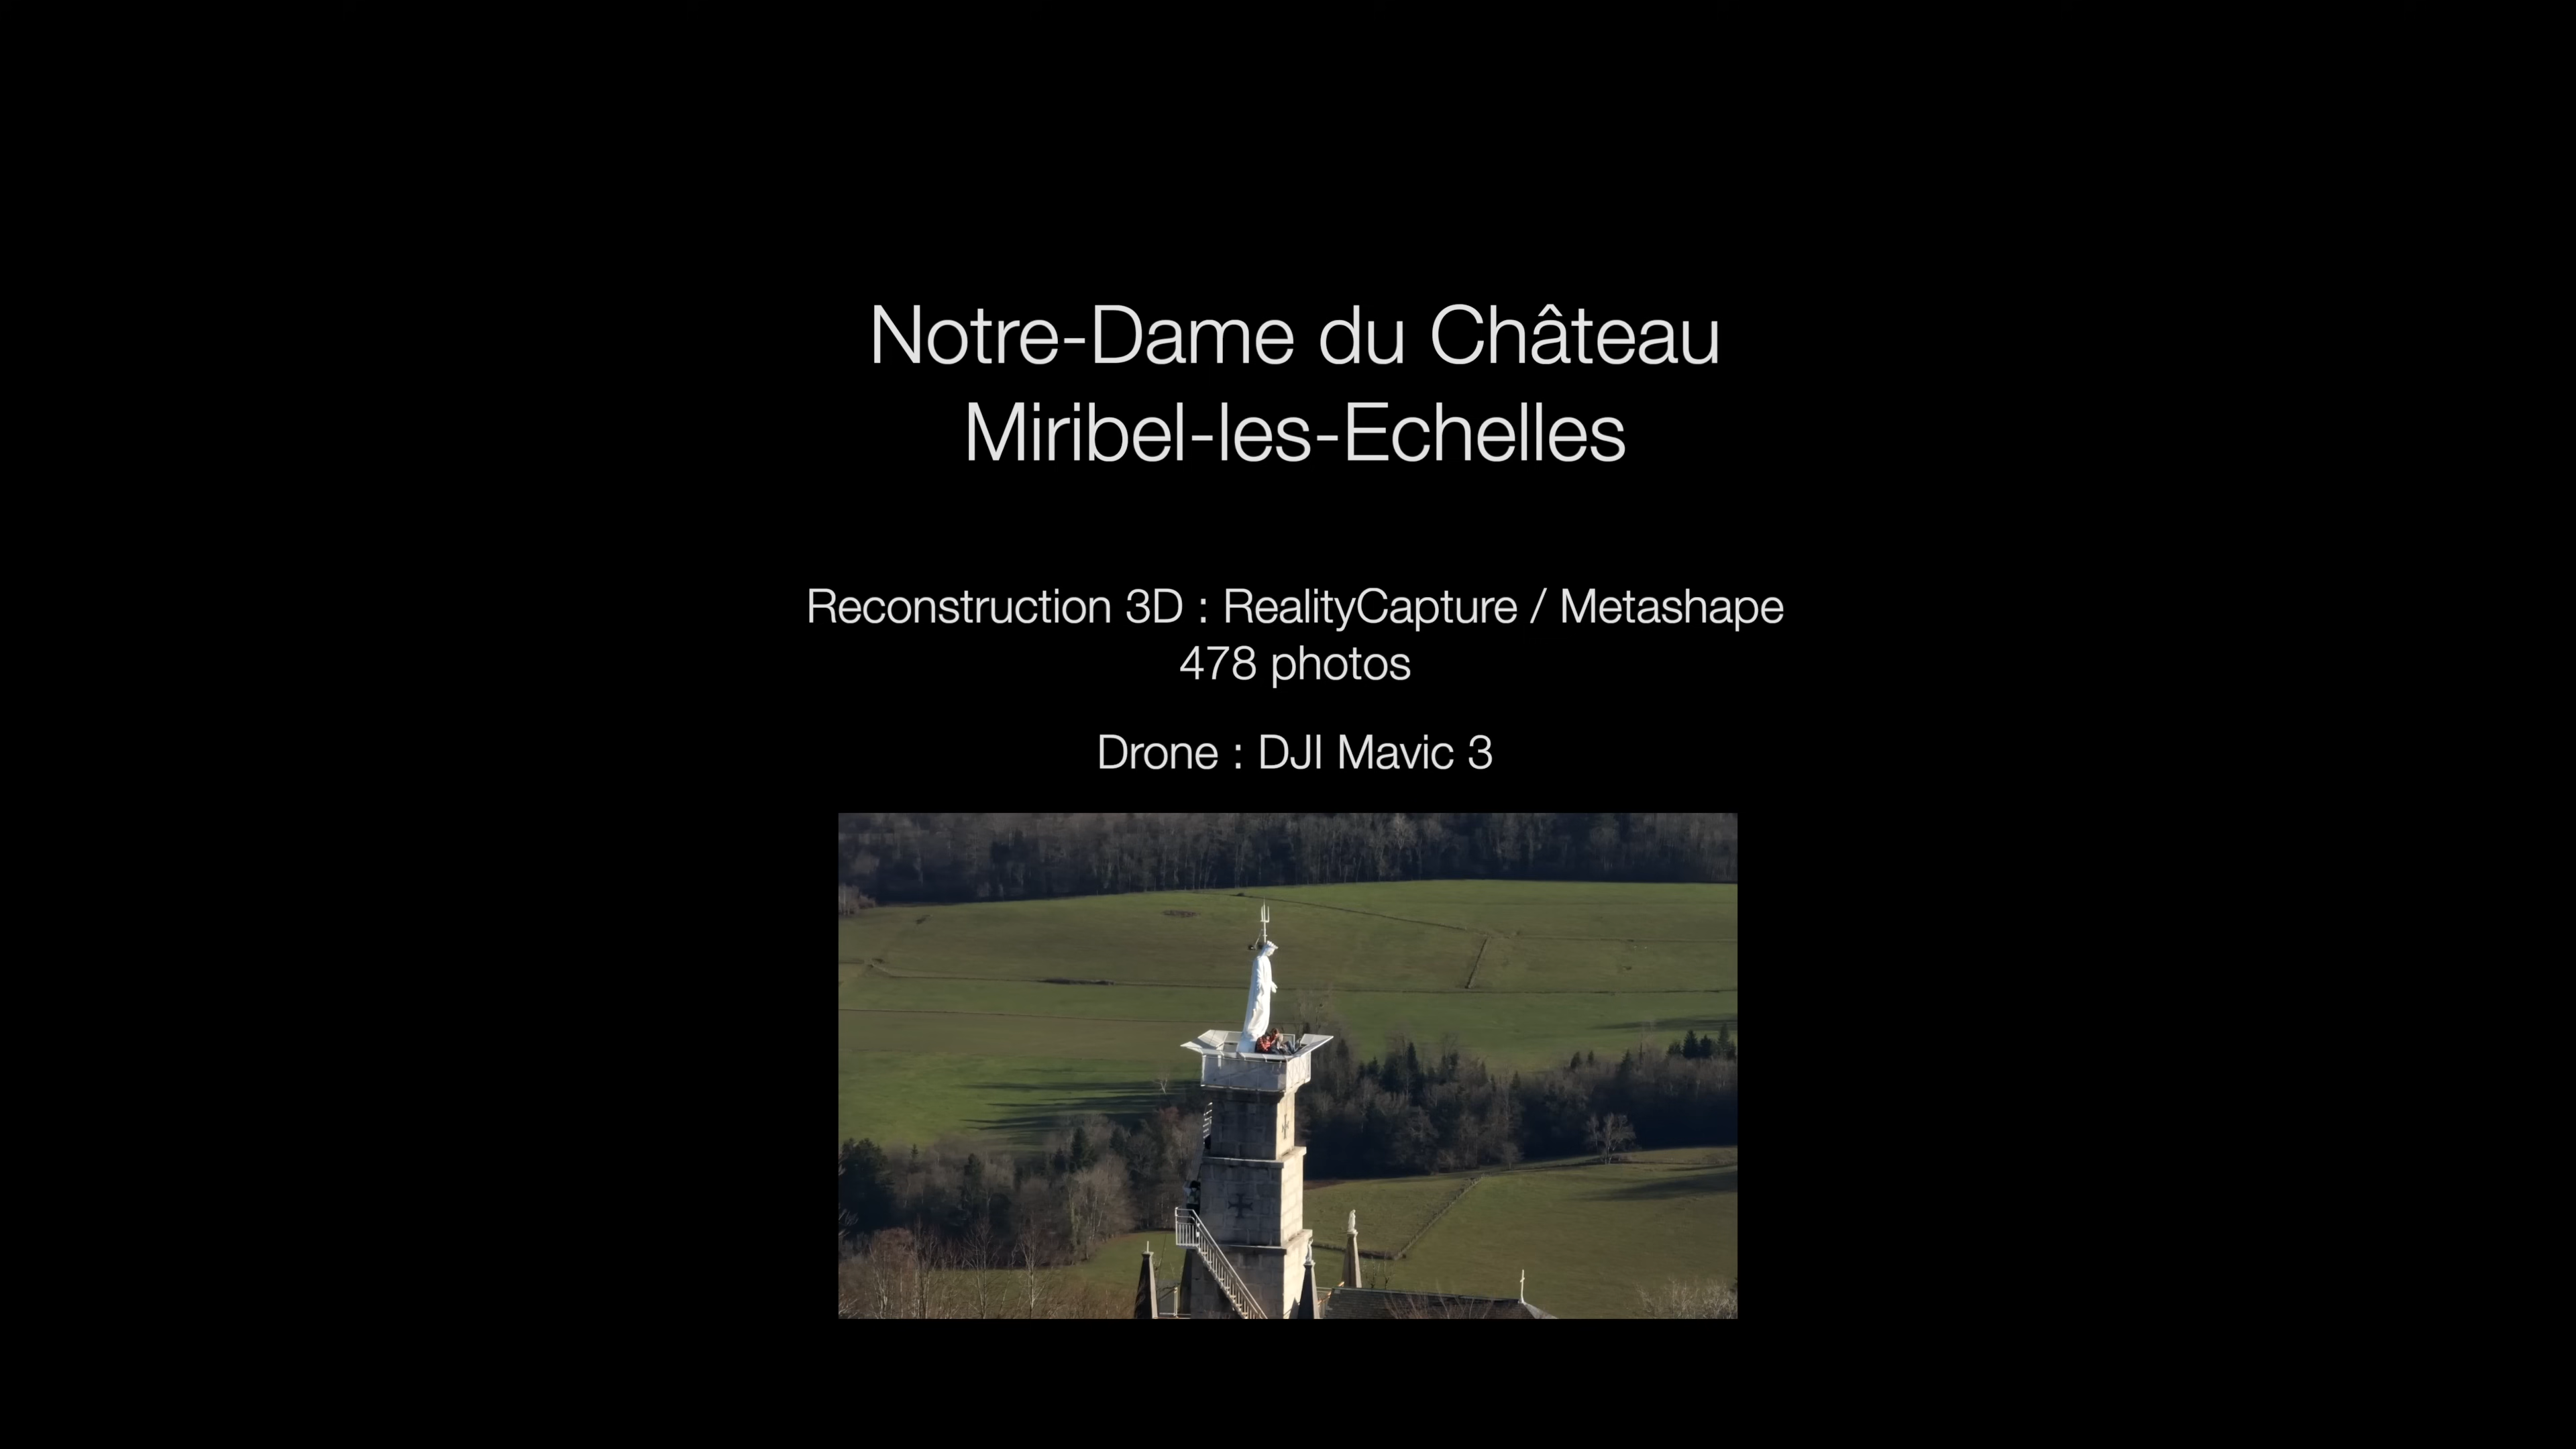 Notre-Dame du Château
Miribel-les-Echelles
Reconstruction 3D : RealityCapture / Metashape
478 photos
Drone : DJI Mavic 3